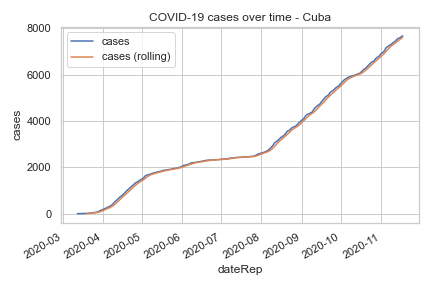 COVID-19 cases over time - Cuba
cases
cases (rolling)
8000
6000
4000
2000
0
cases
2020-03
2020-04
2020-05
2020-06
2020-07
2020-08
2020-09
2020-10
2020-11
dateRep